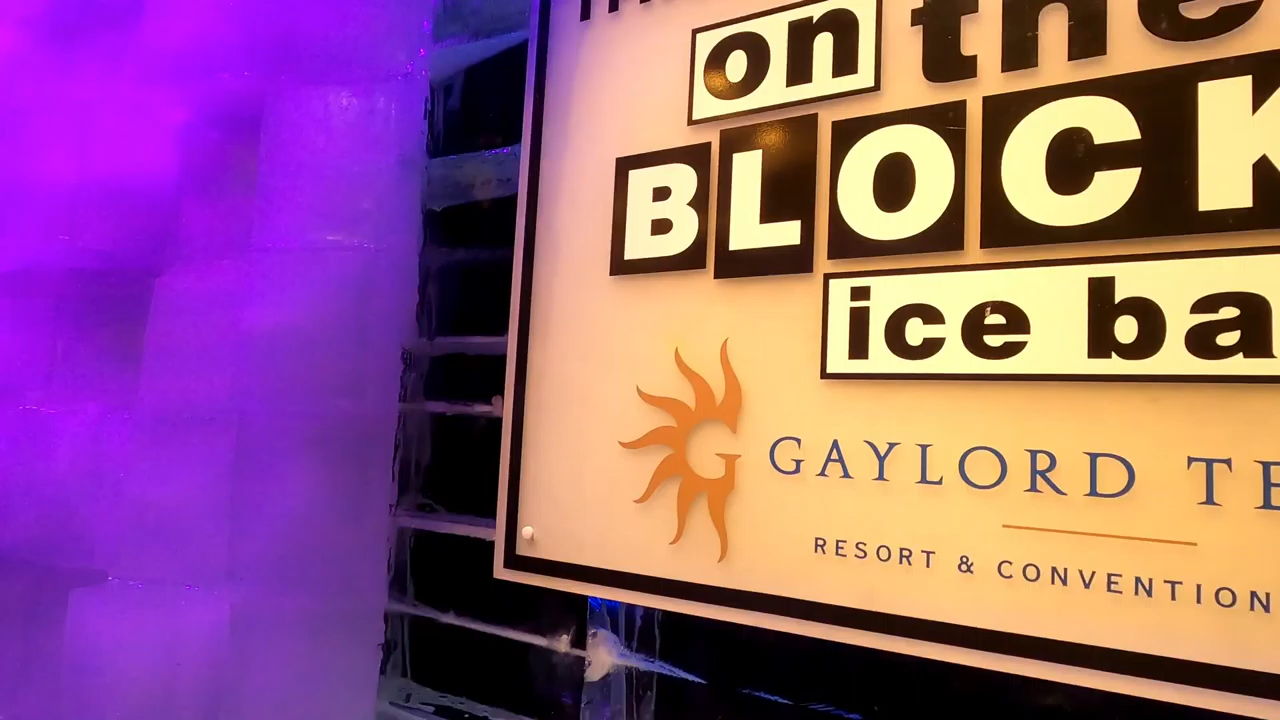 on the
BLOCK
ice ba
GAYLORD TE
RESORT & CONVENTION